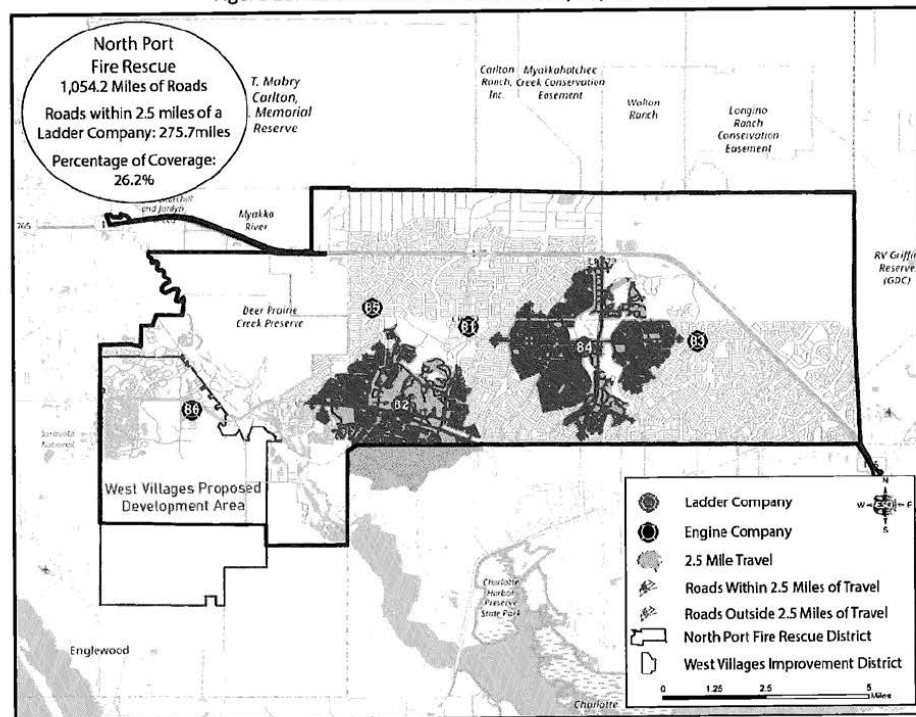 North Port
Fire Rescue
1,054.2 Miles of Roads
Roads within 2.5 miles of a
Ladder Company: 275.7miles
Percentage of Coverage:
26.2%
T. Mabry
Carlton,
Memorial
Reserve
Carlton
Ranch,
Inc.
Myakkahatchee
Creek Conservation
Easement
Walton
Ranch
Longino
Ranch
Conservation
Easement
and Jordyn
765
Myakka
River
RV Griffin
Reserve
(GDC)
Deer Prairie
Creek Preserve
85
81
84
83
82
86
Sarasota
National
West Villages Proposed
Development Area
Charlotte
Harbor
Preserve
State Park
Englewood
Charlotte
N
W
S
Ladder Company
Engine Company
2.5 Mile Travel
Roads Within 2.5 Miles of Travel
Roads Outside 2.5 Miles of Travel
North Port Fire Rescue District
West Villages Improvement District
0 1.25 2.5 5
Miles